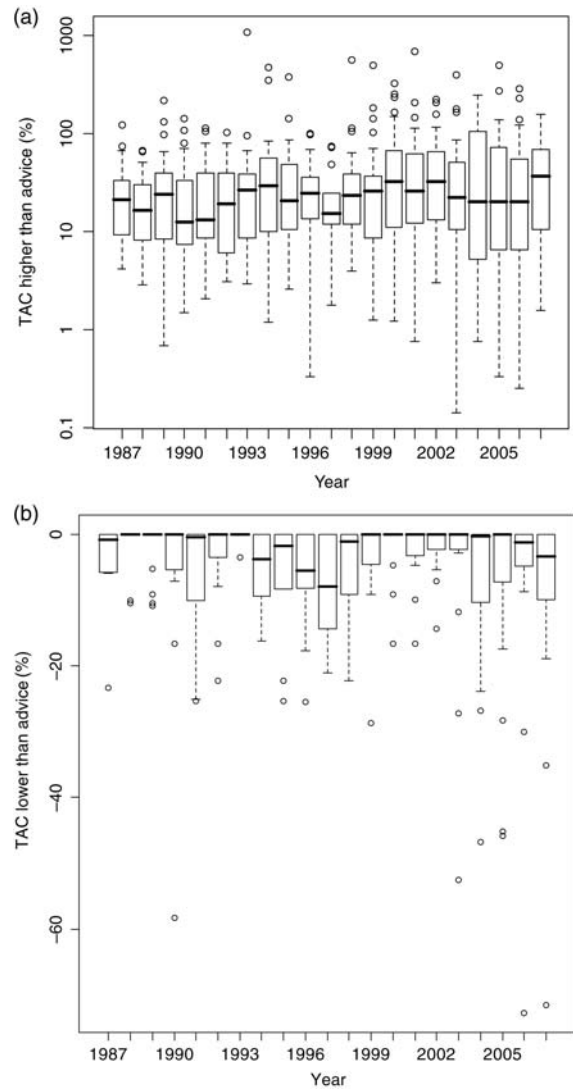 (a)
1000
100
10
1
0.1
TAC higher than advice (%)
1987 1990 1993 1996 1999 2002 2005
Year
(b)
0
−20
−40
−60
TAC lower than advice (%)
1987 1990 1993 1996 1999 2002 2005
Year